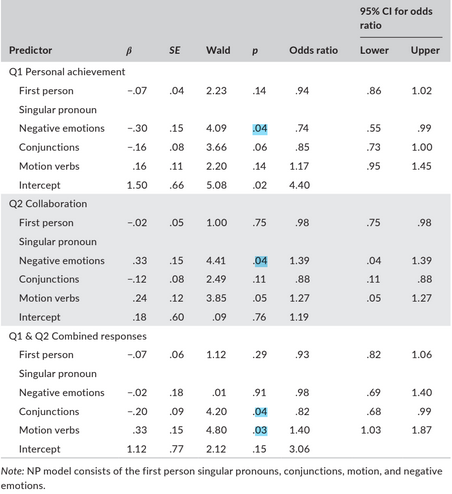 95% CI for odds
ratio
Predictor β SE Wald p Odds ratio Lower Upper
Q1 Personal achievement
First person −.07 .04 2.23 .14 .94 .86 1.02
Singular pronoun
Negative emotions −.30 .15 4.09 .04 .74 .55 .99
Conjunctions −.16 .08 3.66 .06 .85 .73 1.00
Motion verbs .16 .11 2.20 .14 1.17 .95 1.45
Intercept 1.50 .66 5.08 .02 4.40
Q2 Collaboration
First person −.02 .05 1.00 .75 .98 .75 .98
Singular pronoun
Negative emotions .33 .15 4.41 .04 1.39 .04 1.39
Conjunctions −.12 .08 2.49 .11 .88 .11 .88
Motion verbs .24 .12 3.85 .05 1.27 .05 1.27
Intercept .18 .60 .09 .76 1.19
Q1 & Q2 Combined responses
First person −.07 .06 1.12 .29 .93 .82 1.06
Singular pronoun
Negative emotions −.02 .18 .01 .91 .98 .69 1.40
Conjunctions −.20 .09 4.20 .04 .82 .68 .99
Motion verbs .33 .15 4.80 .03 1.40 1.03 1.87
Intercept 1.12 .77 2.12 .15 3.06
Note: NP model consists of the first person singular pronouns, conjunctions, motion, and negative
emotions.